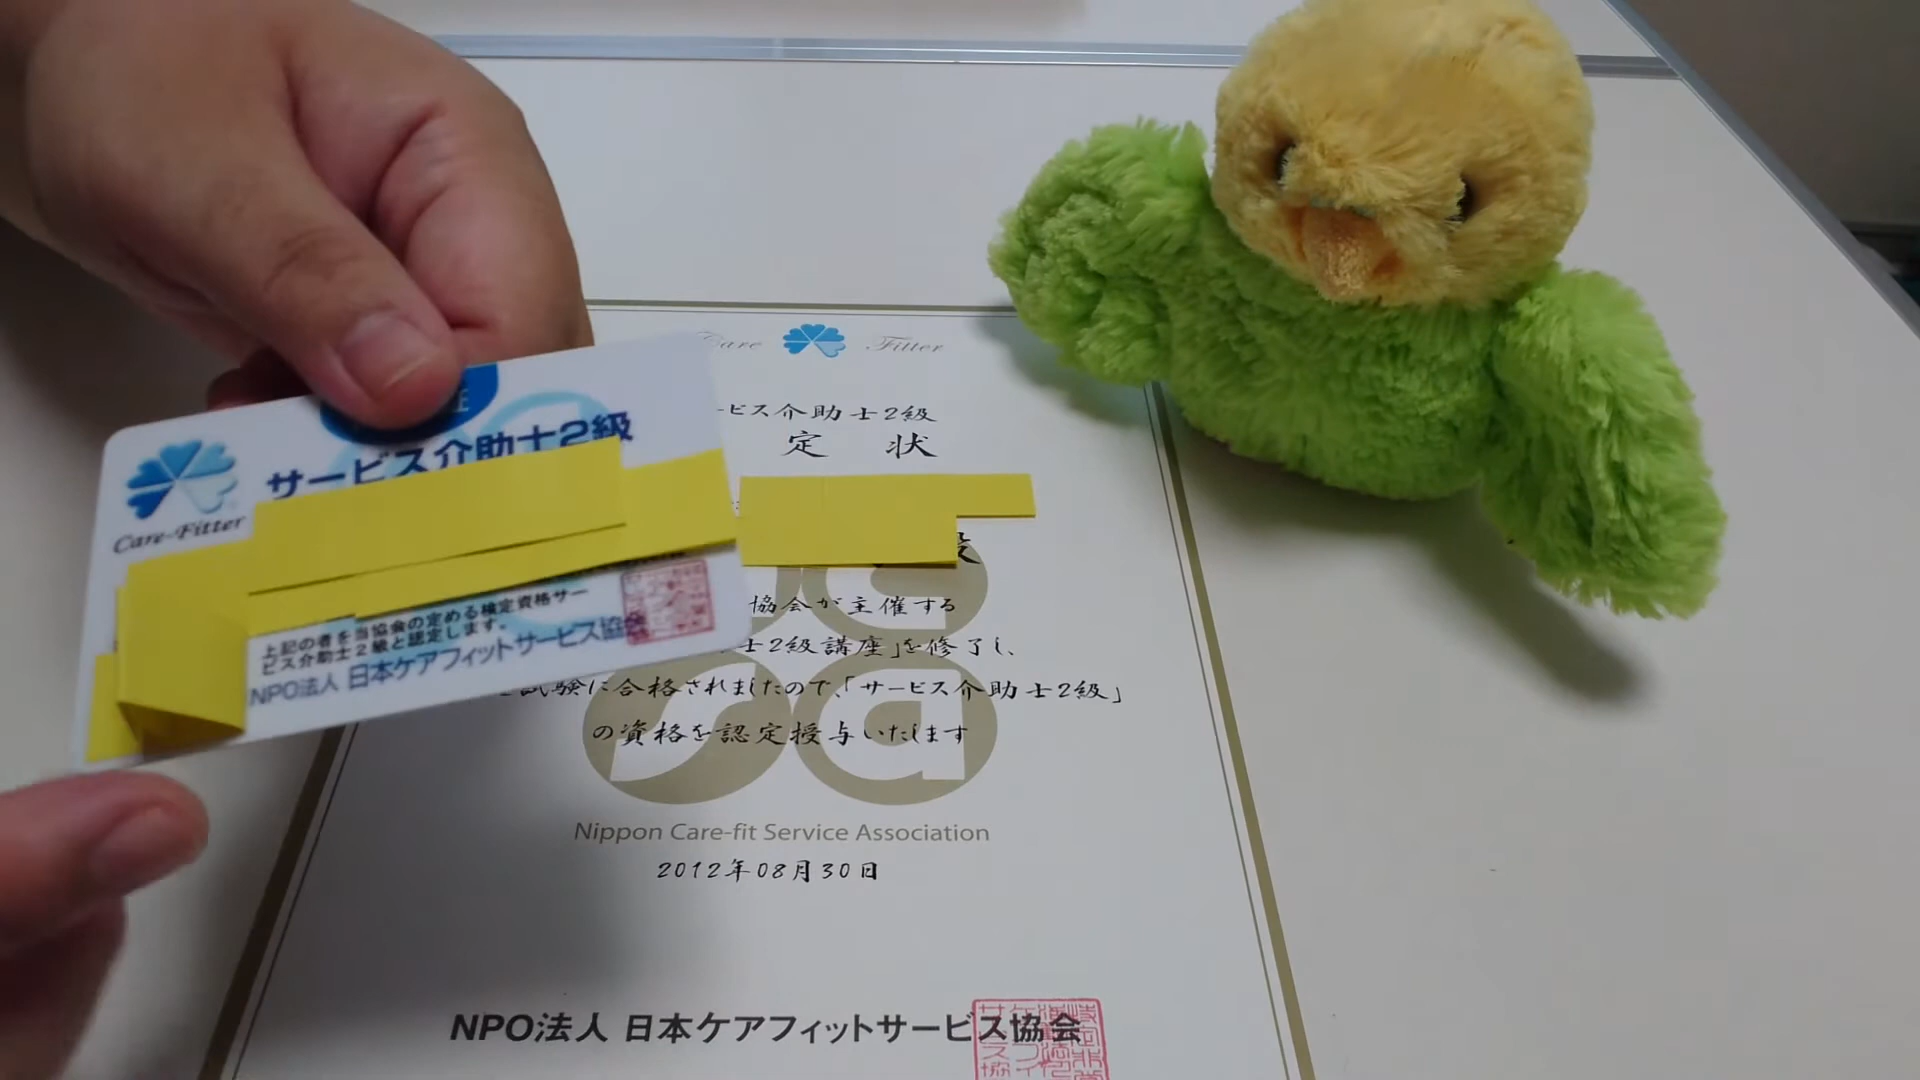 証
サービス介助士2級
Care-Fitter
上記の者を当協会の定める検定資格サー
ビス介助士2級と認定します。
NPO法人 日本ケアフィットサービス協会
Care Fitter
ービス介助士2級
定 状
殿
協会が主催する
士2級講座」を修了し、
試験に合格されましたので、「サービス介助士2級」
の資格を認定授与いたします
Nippon Care-fit Service Association
2012年08月30日
NPO法人 日本ケアフィットサービス協会